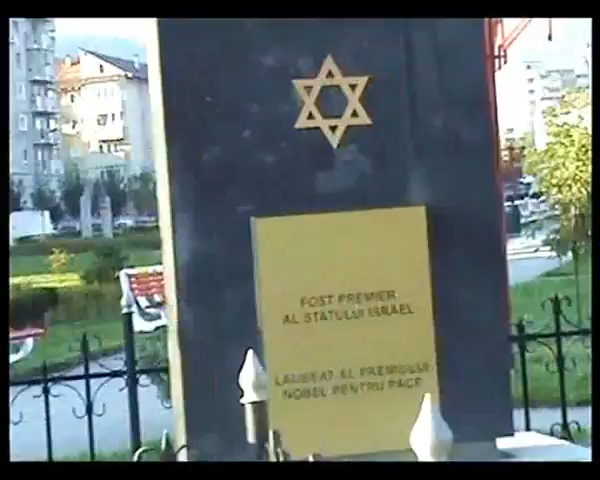 FOST PREMIER
AL STATULUI ISRAEL
LAUREAT AL PREMIULUI
NOBEL PENTRU PACE